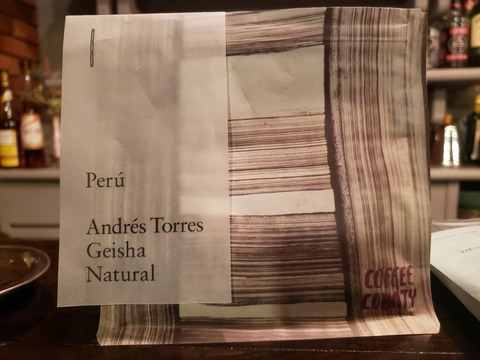 Perú
Andrés Torres
Geisha
Natural
COFFEE
COUNTY